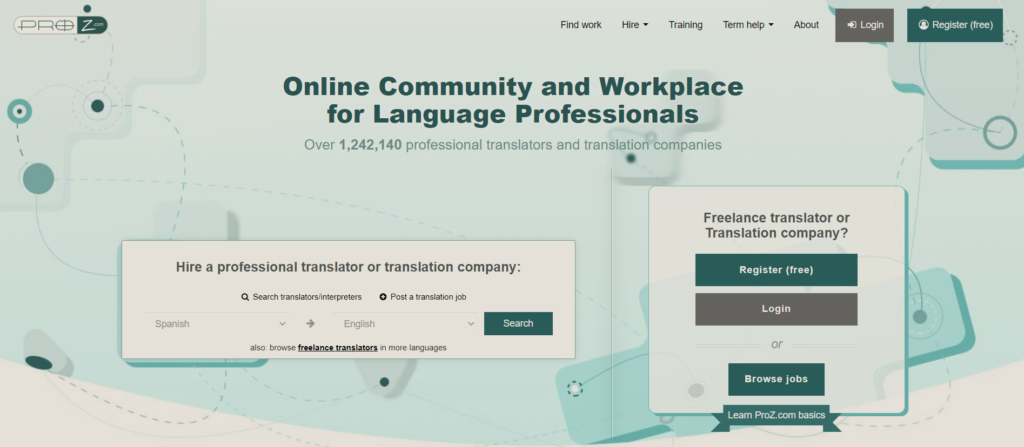 PROZ.com
Find work
Hire
Training
Term help
About
Login
Register (free)
Online Community and Workplace
for Language Professionals
Over 1,242,140 professional translators and translation companies
Hire a professional translator or translation company:
Search translators/interpreters
Post a translation job
Spanish
English
Search
also: browse freelance translators in more languages
Freelance translator or
Translation company?
Register (free)
Login
or
Browse jobs
Learn ProZ.com basics